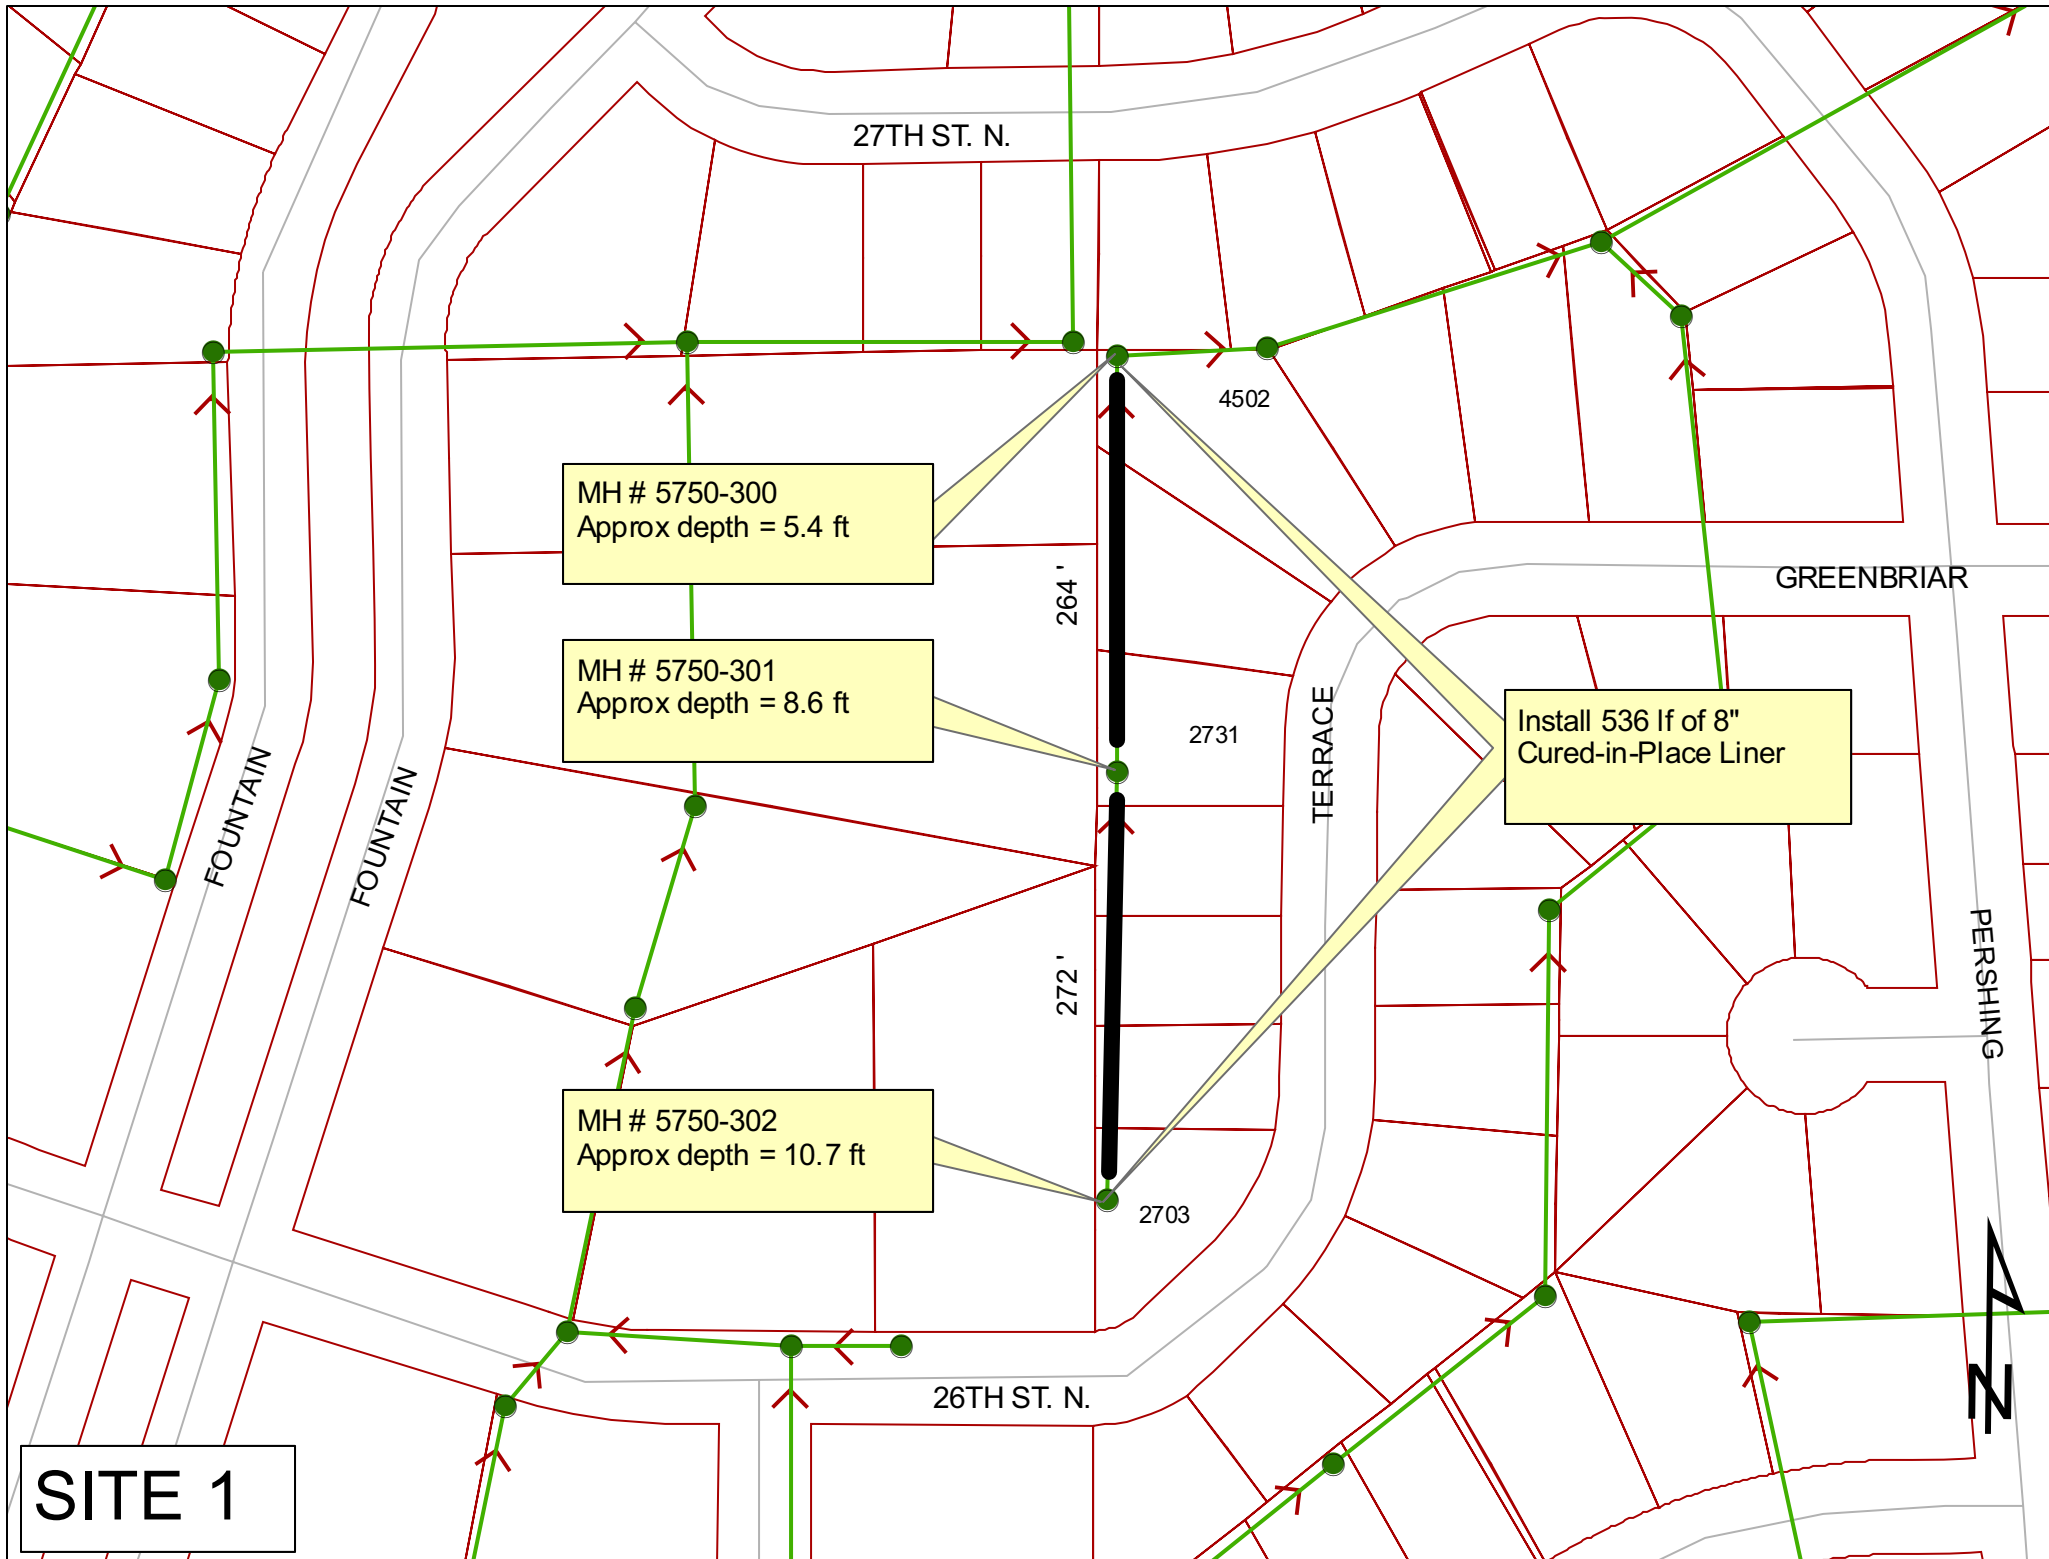 27TH ST. N.
4502
MH # 5750-300
Approx depth = 5.4 ft
264 '
GREENBRIAR
MH # 5750-301
Approx depth = 8.6 ft
2731
TERRACE
Install 536 lf of 8"
Cured-in-Place Liner
FOUNTAIN
FOUNTAIN
272 '
PERSHING
MH # 5750-302
Approx depth = 10.7 ft
2703
26TH ST. N.
N
SITE 1